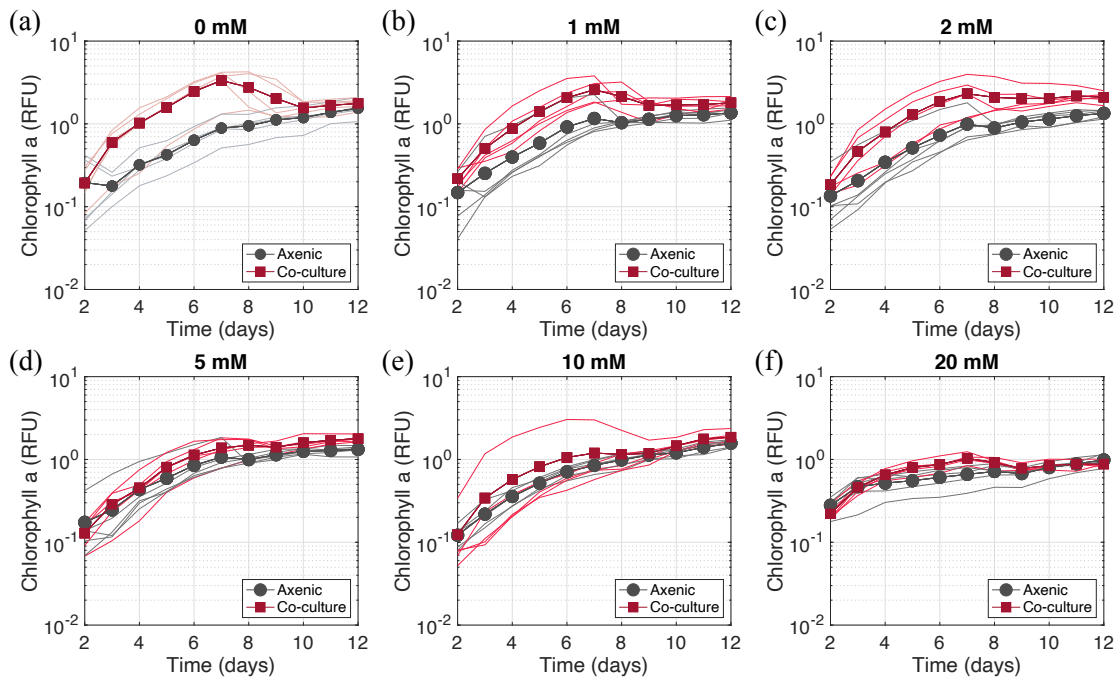 (a) 0 mM
Chlorophyll a (RFU)
10^1
10^0
10^-1
10^-2
2 4 6 8 10 12
Time (days)
Axenic
Co-culture
(b) 1 mM
Chlorophyll a (RFU)
10^1
10^0
10^-1
10^-2
2 4 6 8 10 12
Time (days)
Axenic
Co-culture
(c) 2 mM
Chlorophyll a (RFU)
10^1
10^0
10^-1
10^-2
2 4 6 8 10 12
Time (days)
Axenic
Co-culture
(d) 5 mM
Chlorophyll a (RFU)
10^1
10^0
10^-1
10^-2
2 4 6 8 10 12
Time (days)
Axenic
Co-culture
(e) 10 mM
Chlorophyll a (RFU)
10^1
10^0
10^-1
10^-2
2 4 6 8 10 12
Time (days)
Axenic
Co-culture
(f) 20 mM
Chlorophyll a (RFU)
10^1
10^0
10^-1
10^-2
2 4 6 8 10 12
Time (days)
Axenic
Co-culture